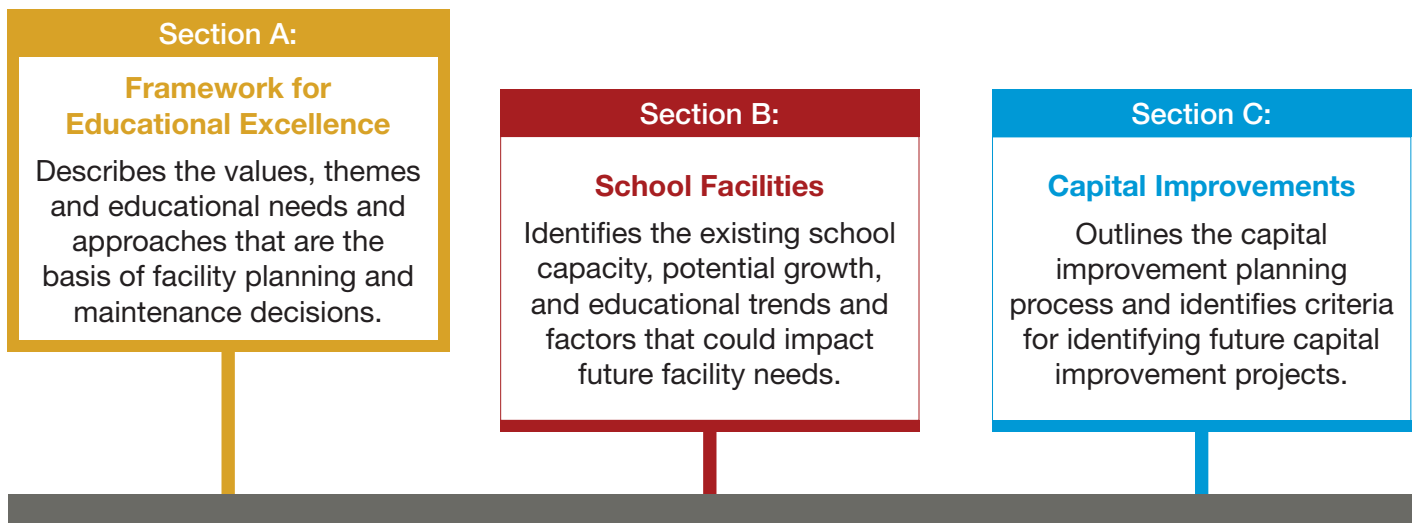 Section A:
Framework for
Educational Excellence
Describes the values, themes
and educational needs and
approaches that are the
basis of facility planning and
maintenance decisions.
Section B:
School Facilities
Identifies the existing school
capacity, potential growth,
and educational trends and
factors that could impact
future facility needs.
Section C:
Capital Improvements
Outlines the capital
improvement planning
process and identifies criteria
for identifying future capital
improvement projects.